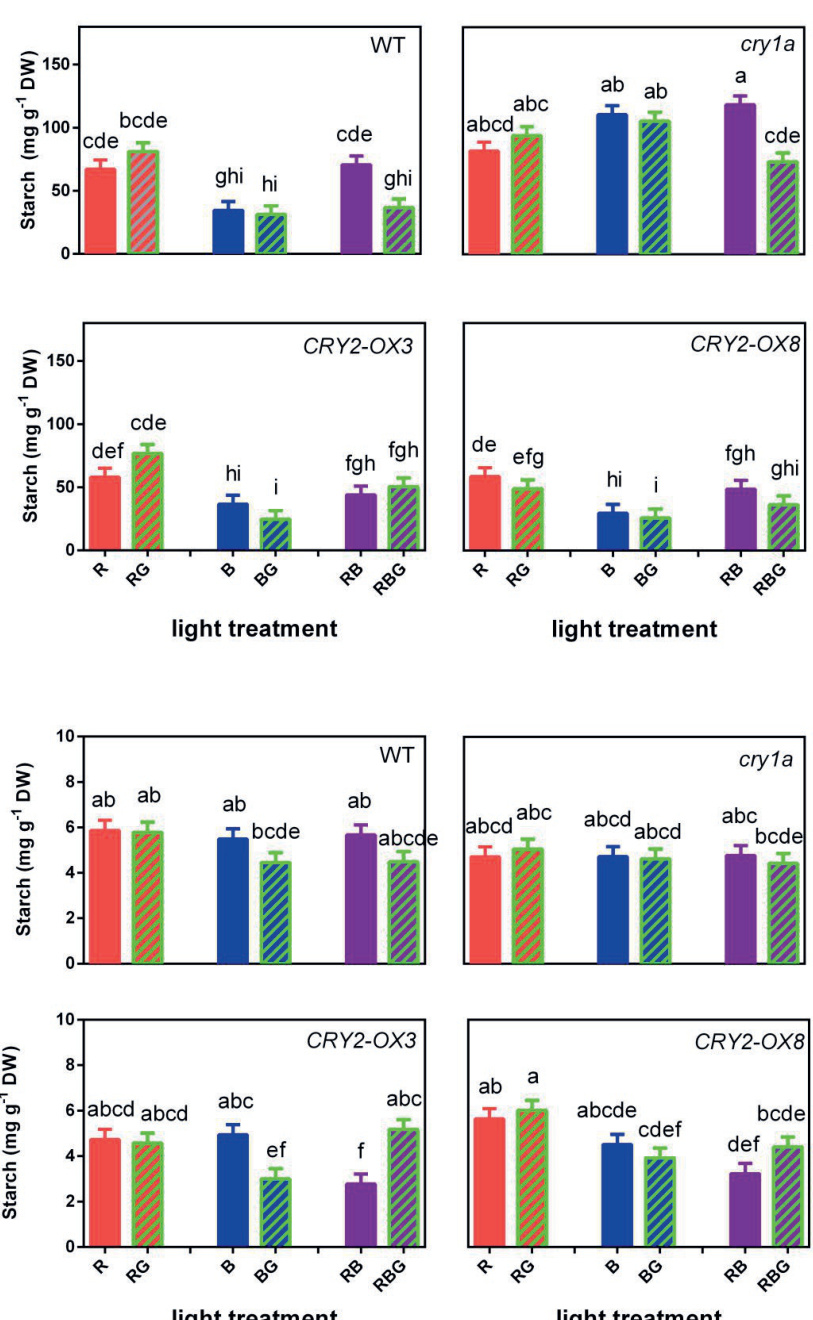 WT
cry1a
Starch (mg g-1 DW)
150
100
50
0
cde
bcde
ghi
hi
cde
ghi
abcd
abc
ab
ab
a
cde
CRY2-OX3
CRY2-OX8
Starch (mg g-1 DW)
150
100
50
0
def
cde
hi
i
fgh
fgh
de
efg
hi
i
fgh
ghi
R
RG
B
BG
RB
RBG
R
RG
B
BG
RB
RBG
light treatment
light treatment
WT
cry1a
Starch (mg g-1 DW)
10
8
6
4
2
0
ab
ab
ab
bcde
ab
abcde
abcd
abc
abcd
abcd
abc
bcde
CRY2-OX3
CRY2-OX8
Starch (mg g-1 DW)
10
8
6
4
2
0
abcd
abcd
abc
ef
f
abc
ab
a
abcde
cdef
def
bcde
R
RG
B
BG
RB
RBG
R
RG
B
BG
RB
RBG
light treatment
light treatment